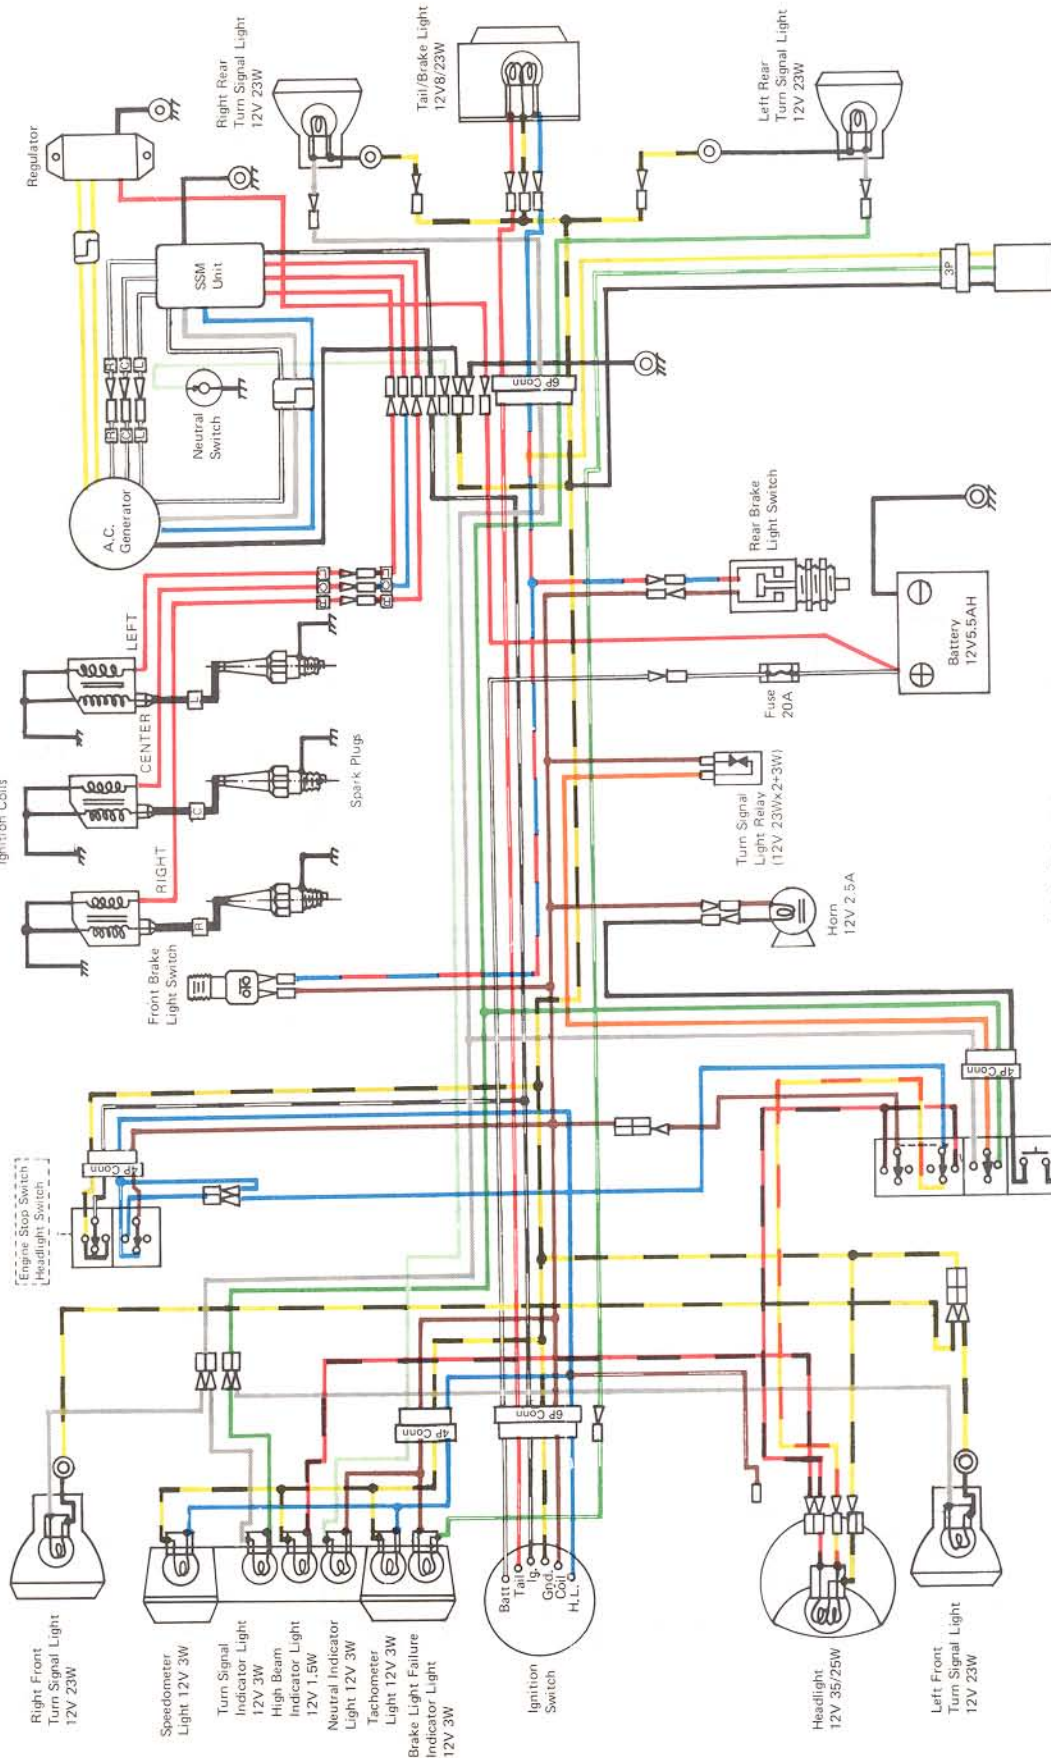 Regulator
Right Rear
Turn Signal Light
12V 23W
Tail/Brake Light
12V8/23W
Left Rear
Turn Signal Light
12V 23W
SSM
Unit
A.C.
Generator
R
C
L
R
C
L
Neutral
Switch
6P Conn
3P
Rear Brake
Light Switch
Battery
12V5.5AH
Fuse
20A
Ignition Coils
LEFT
CENTER
RIGHT
L
C
R
Spark Plugs
Turn Signal
Light Relay
(12V 23Wx2+3W)
Horn
12V 2.5A
Front Brake
Light Switch
Engine Stop Switch
Headlight Switch
4P Conn
4P Conn
4P Conn
6P Conn
Right Front
Turn Signal Light
12V 23W
Speedometer
Light 12V 3W
Turn Signal
Indicator Light
12V 3W
High Beam
Indicator Light
12V 1.5W
Neutral Indicator
Light 12V 3W
Tachometer
Light 12V 3W
Brake Light Failure
Indicator Light
12V 3W
Batt
Tail
Ig.
Gnd.
Coil
H.L.
Ignition
Switch
Headlight
12V 35/25W
Left Front
Turn Signal Light
12V 23W